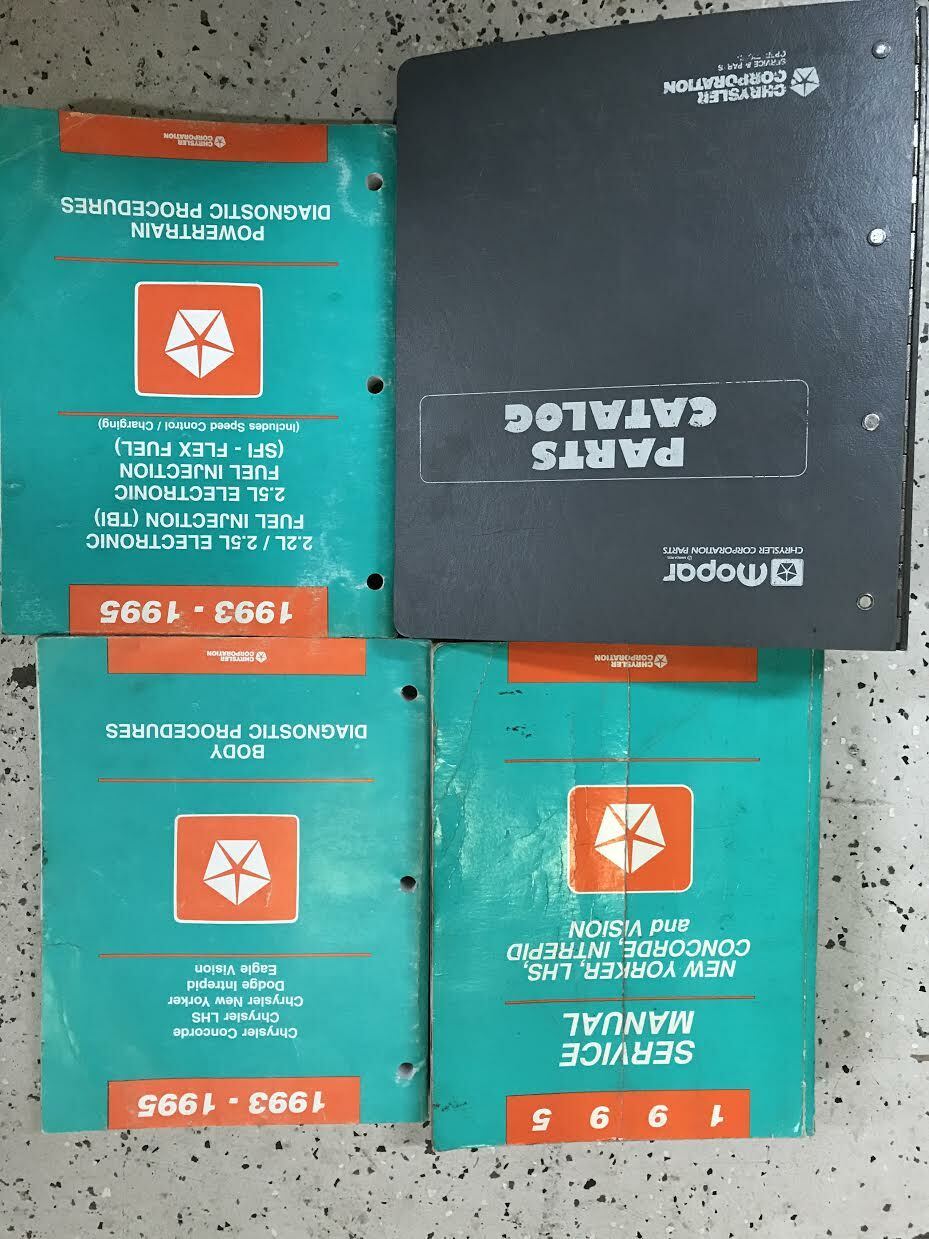 1 9 9 5
SERVICE
MANUAL
NEW YORKER, LHS,
CONCORDE, INTREPID
and VISION
CHRYSLER
CORPORATION
1993 - 1995
Chrysler Concorde
Chrysler LHS
Chrysler New Yorker
Dodge Intrepid
Eagle Vision
BODY
DIAGNOSTIC PROCEDURES
CHRYSLER
CORPORATION
Mopar
CHRYSLER CORPORATION PARTS
PARTS
CATALOG
CHRYSLER
CORPORATION
SERVICE & PARTS
1993 - 1995
2.2L / 2.5L ELECTRONIC
FUEL INJECTION (TBI)
2.5L ELECTRONIC
FUEL INJECTION
(SFI - FLEX FUEL)
(Includes Speed Control / Charging)
POWERTRAIN
DIAGNOSTIC PROCEDURES
CHRYSLER
CORPORATION